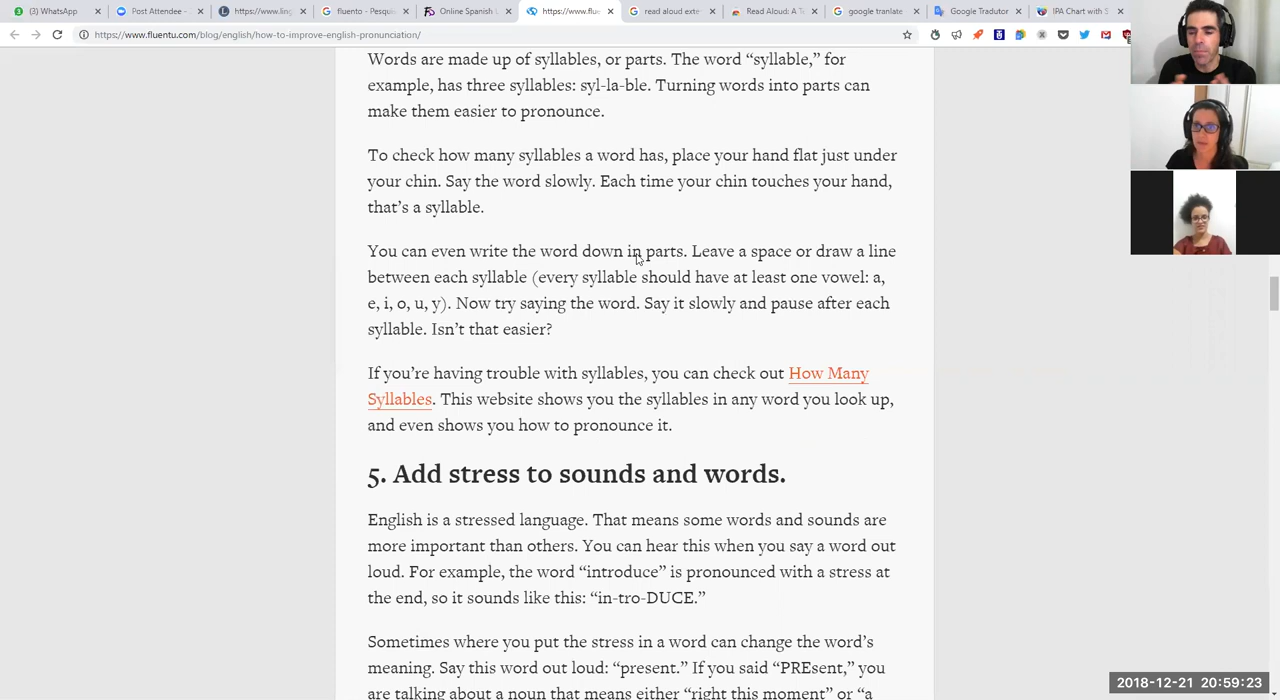 (3) WhatsApp
Post Attendee -
https://www.ling
fluento - Pesqui
Online Spanish L
https://www.flue
read aloud exte
Read Aloud: A T
google tranlate
Google Tradutor
IPA Chart with S
https://www.fluentu.com/blog/english/how-to-improve-english-pronunciation/
Words are made up of syllables, or parts. The word “syllable,” for
example, has three syllables: syl-la-ble. Turning words into parts can
make them easier to pronounce.
To check how many syllables a word has, place your hand flat just under
your chin. Say the word slowly. Each time your chin touches your hand,
that’s a syllable.
You can even write the word down in parts. Leave a space or draw a line
between each syllable (every syllable should have at least one vowel: a,
e, i, o, u, y). Now try saying the word. Say it slowly and pause after each
syllable. Isn’t that easier?
If you’re having trouble with syllables, you can check out How Many
Syllables. This website shows you the syllables in any word you look up,
and even shows you how to pronounce it.
5. Add stress to sounds and words.
English is a stressed language. That means some words and sounds are
more important than others. You can hear this when you say a word out
loud. For example, the word “introduce” is pronounced with a stress at
the end, so it sounds like this: “in-tro-DUCE.”
Sometimes where you put the stress in a word can change the word’s
meaning. Say this word out loud: “present.” If you said “PREsent,” you
are talking about a noun that means either “right this moment” or “a
2018-12-21 20:59:23